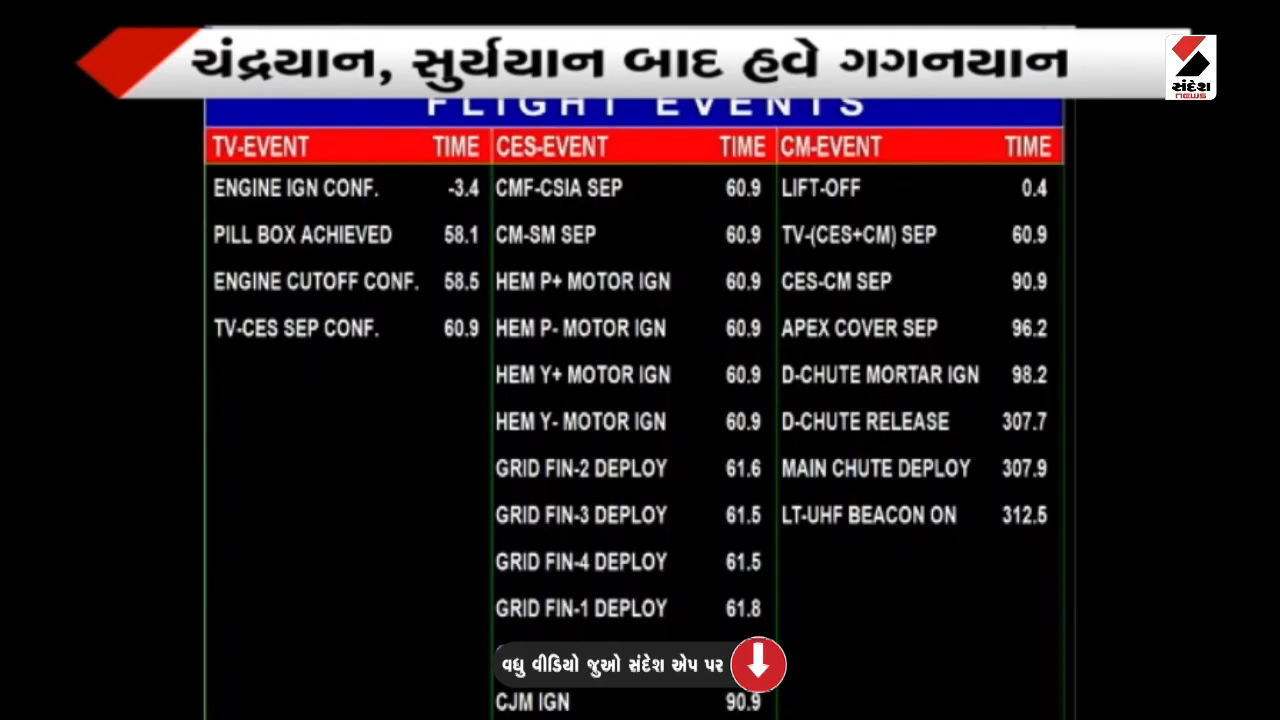 ચંદ્રયાન, સુર્યયાન બાદ હવે ગગનયાન
સંદેશ
NEWS
FLIGHT EVENTS
TV-EVENT TIME CES-EVENT TIME CM-EVENT TIME
ENGINE IGN CONF. -3.4 CMF-CSIA SEP 60.9 LIFT-OFF 0.4
PILL BOX ACHIEVED 58.1 CM-SM SEP 60.9 TV-(CES+CM) SEP 60.9
ENGINE CUTOFF CONF. 58.5 HEM P+ MOTOR IGN 60.9 CES-CM SEP 90.9
TV-CES SEP CONF. 60.9 HEM P- MOTOR IGN 60.9 APEX COVER SEP 96.2
HEM Y+ MOTOR IGN 60.9 D-CHUTE MORTAR IGN 98.2
HEM Y- MOTOR IGN 60.9 D-CHUTE RELEASE 307.7
GRID FIN-2 DEPLOY 61.6 MAIN CHUTE DEPLOY 307.9
GRID FIN-3 DEPLOY 61.5 LT-UHF BEACON ON 312.5
GRID FIN-4 DEPLOY 61.5
GRID FIN-1 DEPLOY 61.8
વધુ વીડિયો જુઓ સંદેશ એપ પર
CJM IGN 90.9